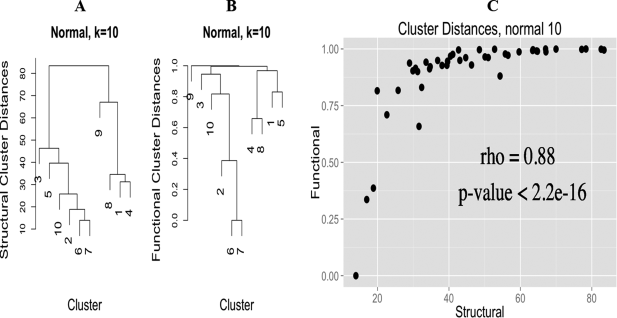 A
Normal, k=10
Structural Cluster Distances
80
70
60
50
40
30
20
10
3
5
10
2
6
7
9
8
1
4
Cluster
B
Normal, k=10
Functional Cluster Distances
1.0
0.8
0.6
0.4
0.2
0.0
9
3
10
2
6
7
4
8
1
5
Cluster
C
Cluster Distances, normal 10
Functional
1.00
0.75
0.50
0.25
0.00
rho = 0.88
p-value < 2.2e-16
20 40 60 80
Structural